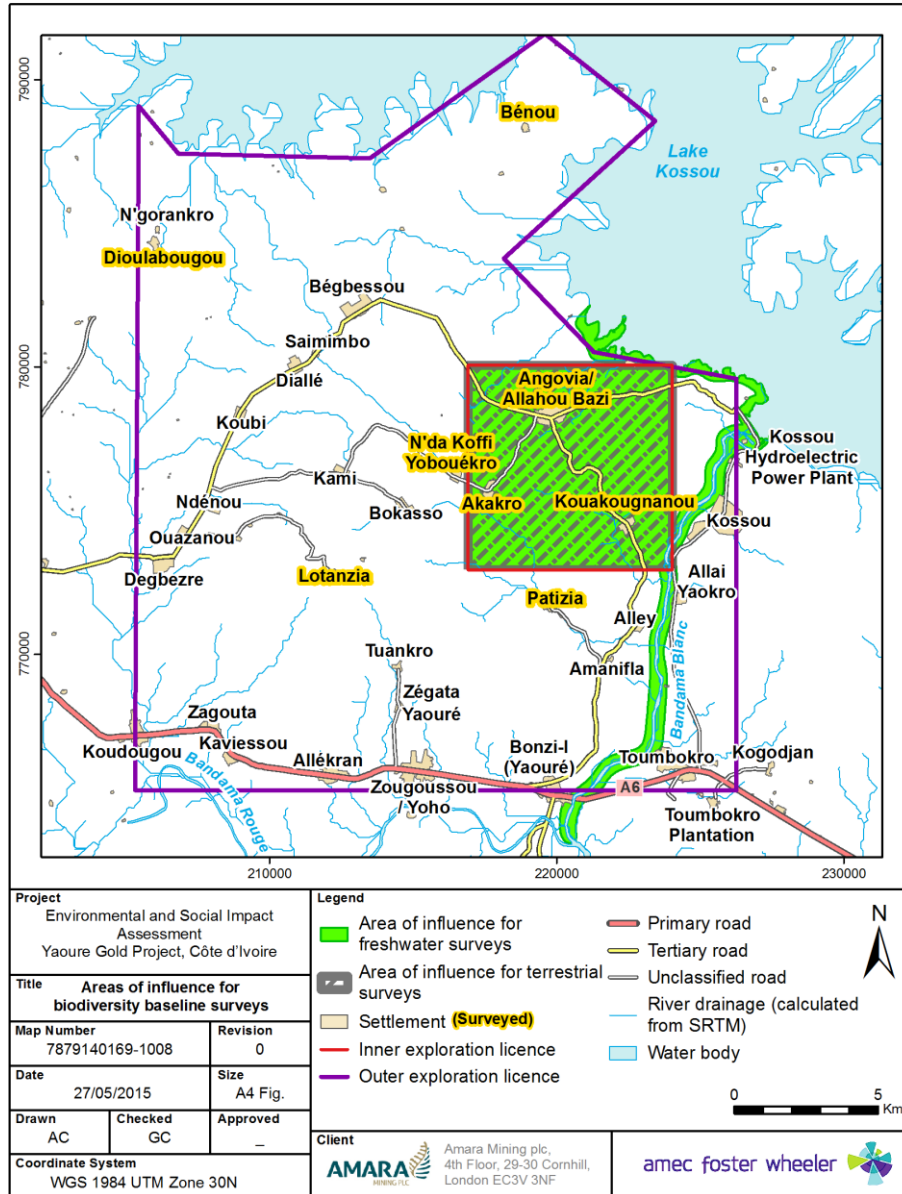 790000
780000
770000
Bénou
Lake
Kossou
N'gorankro
Dioulabougou
Bégbessou
Saimimbo
Diallé
Koubi
Angovia/
Allahou Bazi
N'da Koffi
Yobouékro
Kossou
Hydroelectric
Power Plant
Kami
Akakro
Kouakougnanou
Ndénou
Bokasso
Kossou
Ouazanou
Degbezre
Lotanzia
Patizia
Allai
Yaokro
Alley
Tuankro
Amanifla
Bandama Blanc
Zégata
Yaouré
Zagouta
Koudougou
Kaviessou
Allékran
Bonzi-I
(Yaouré)
Toumbokro
Kogodjan
Bandama Rouge
Zougoussou
/ Yoho
A6
Toumbokro
Plantation
210000
220000
230000
Project
Environmental and Social Impact
Assessment
Yaoure Gold Project, Côte d'Ivoire
Title
Areas of influence for
biodiversity baseline surveys
Map Number
7879140169-1008
Revision
0
Date
27/05/2015
Size
A4 Fig.
Drawn
AC
Checked
GC
Approved
_
Coordinate System
WGS 1984 UTM Zone 30N
Legend
Area of influence for
freshwater surveys
Area of influence for terrestrial
surveys
Settlement (Surveyed)
Inner exploration licence
Outer exploration licence
Primary road
Tertiary road
Unclassified road
River drainage (calculated
from SRTM)
Water body
N
0 5
Km
Client
AMARA
MINING PLC
Amara Mining plc,
4th Floor, 29-30 Cornhill,
London EC3V 3NF
amec foster wheeler